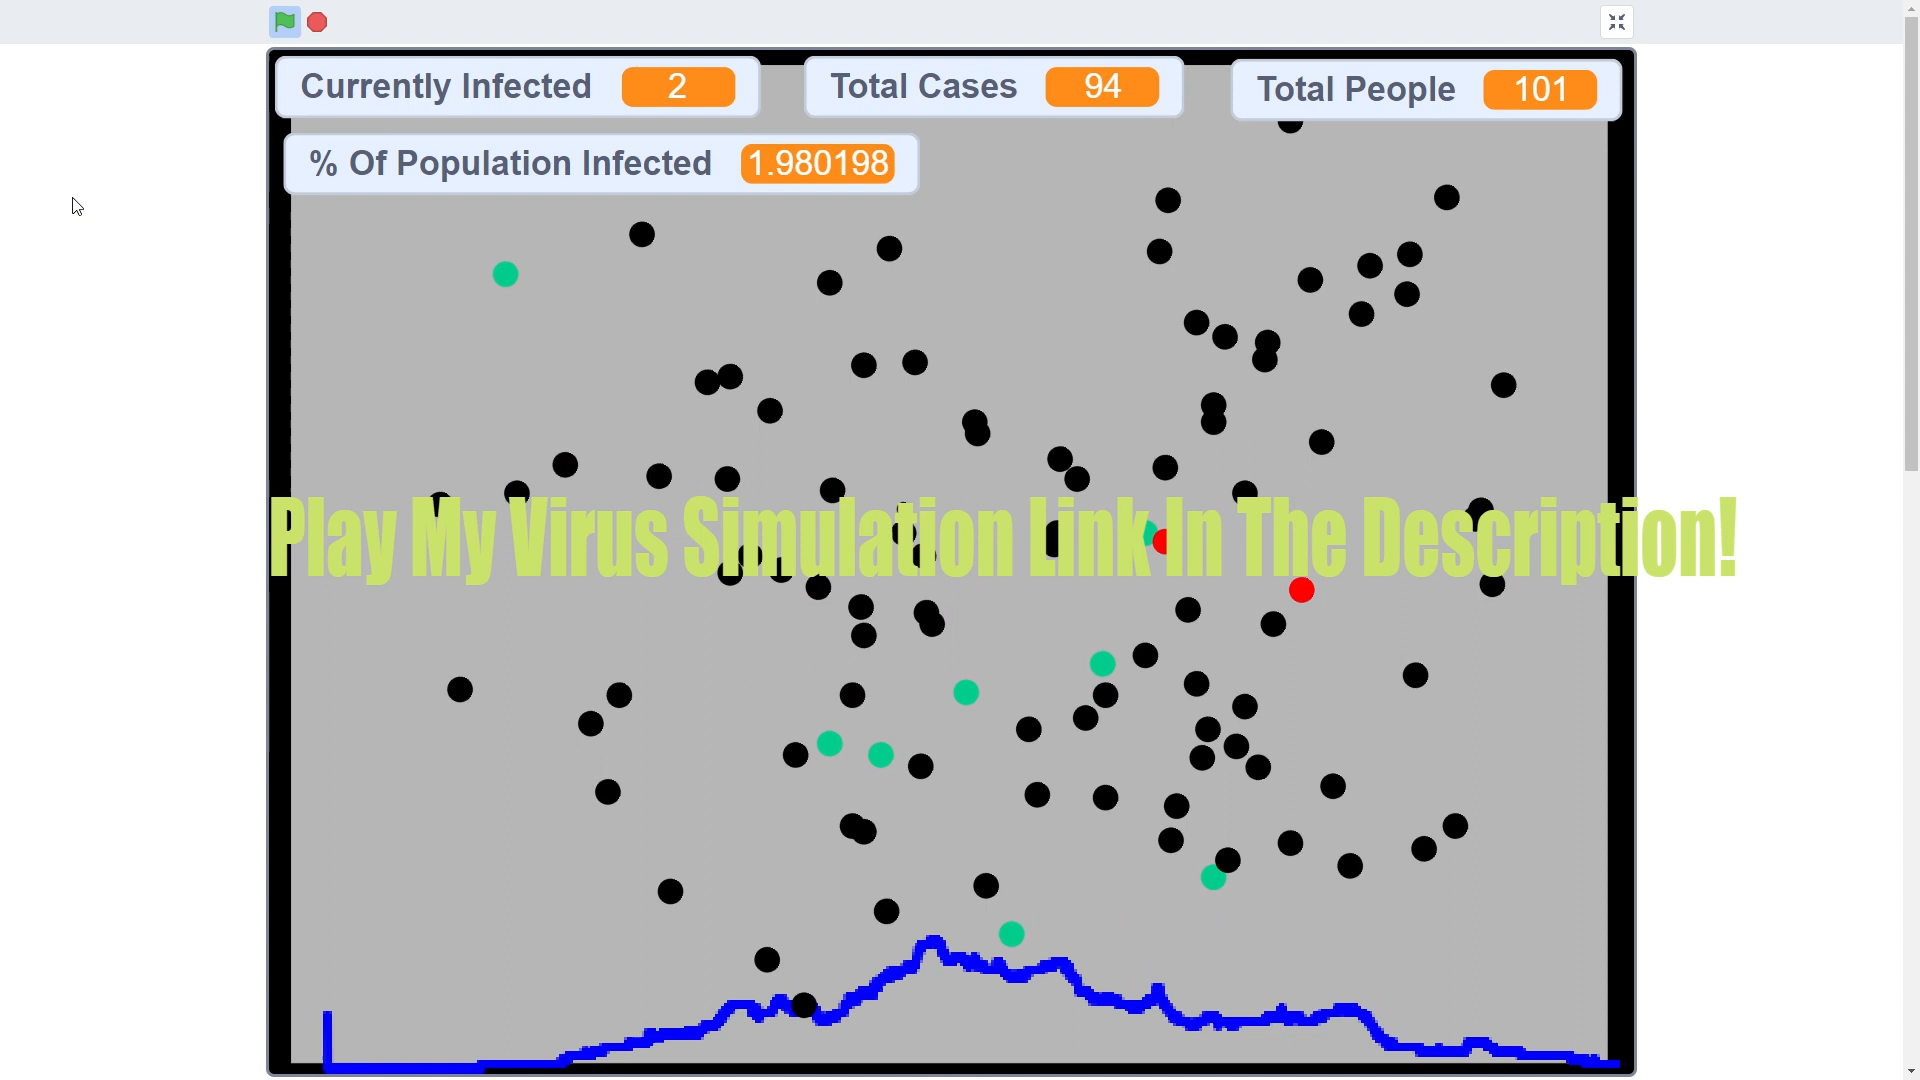 Currently Infected 2 Total Cases 94 Total People 101
% Of Population Infected 1.980198
Play My Virus Simulation Link In The Description!